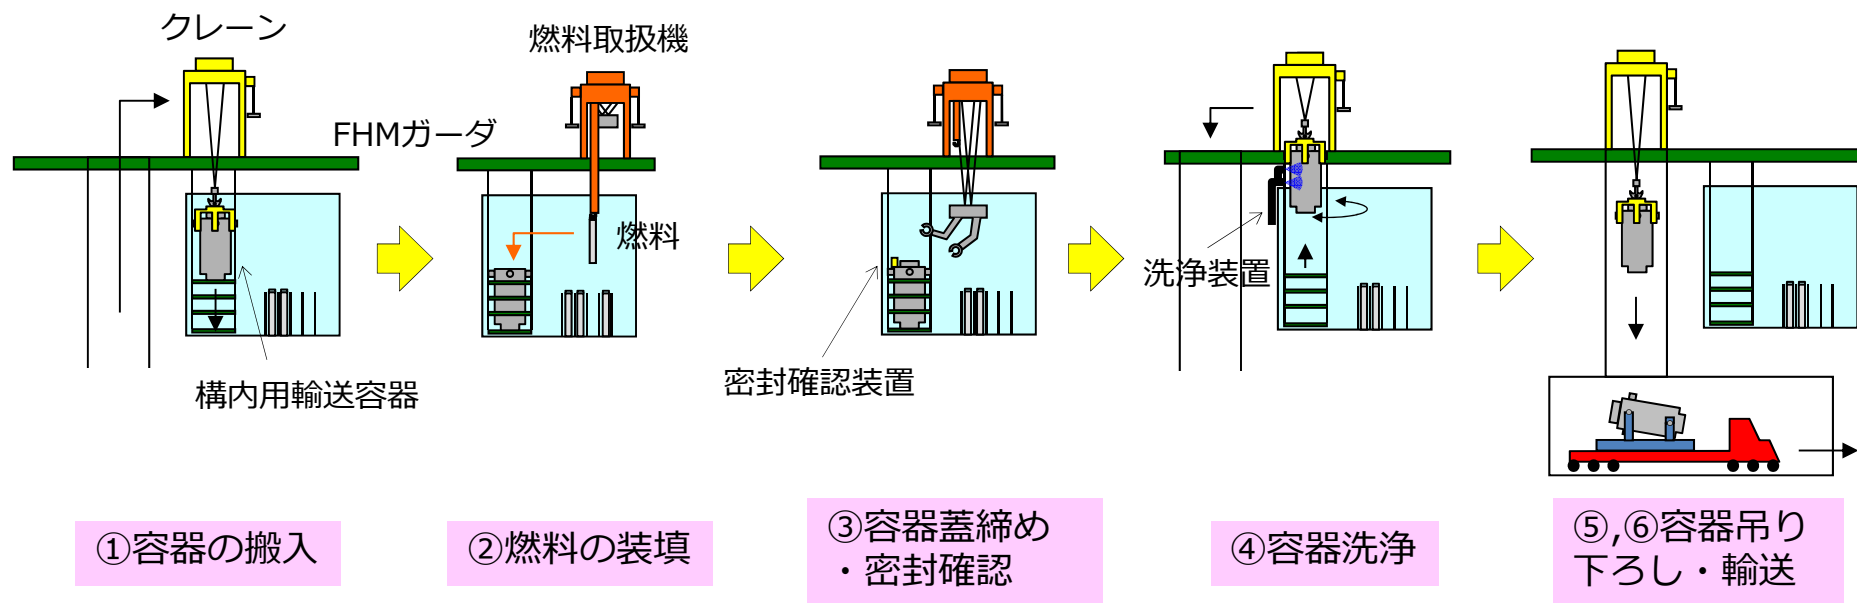 クレーン
燃料取扱機
FHMガーダ
燃料
構内用輸送容器
密封確認装置
洗浄装置
①容器の搬入
②燃料の装填
③容器蓋締め
・密封確認
④容器洗浄
⑤,⑥容器吊り
下ろし・輸送